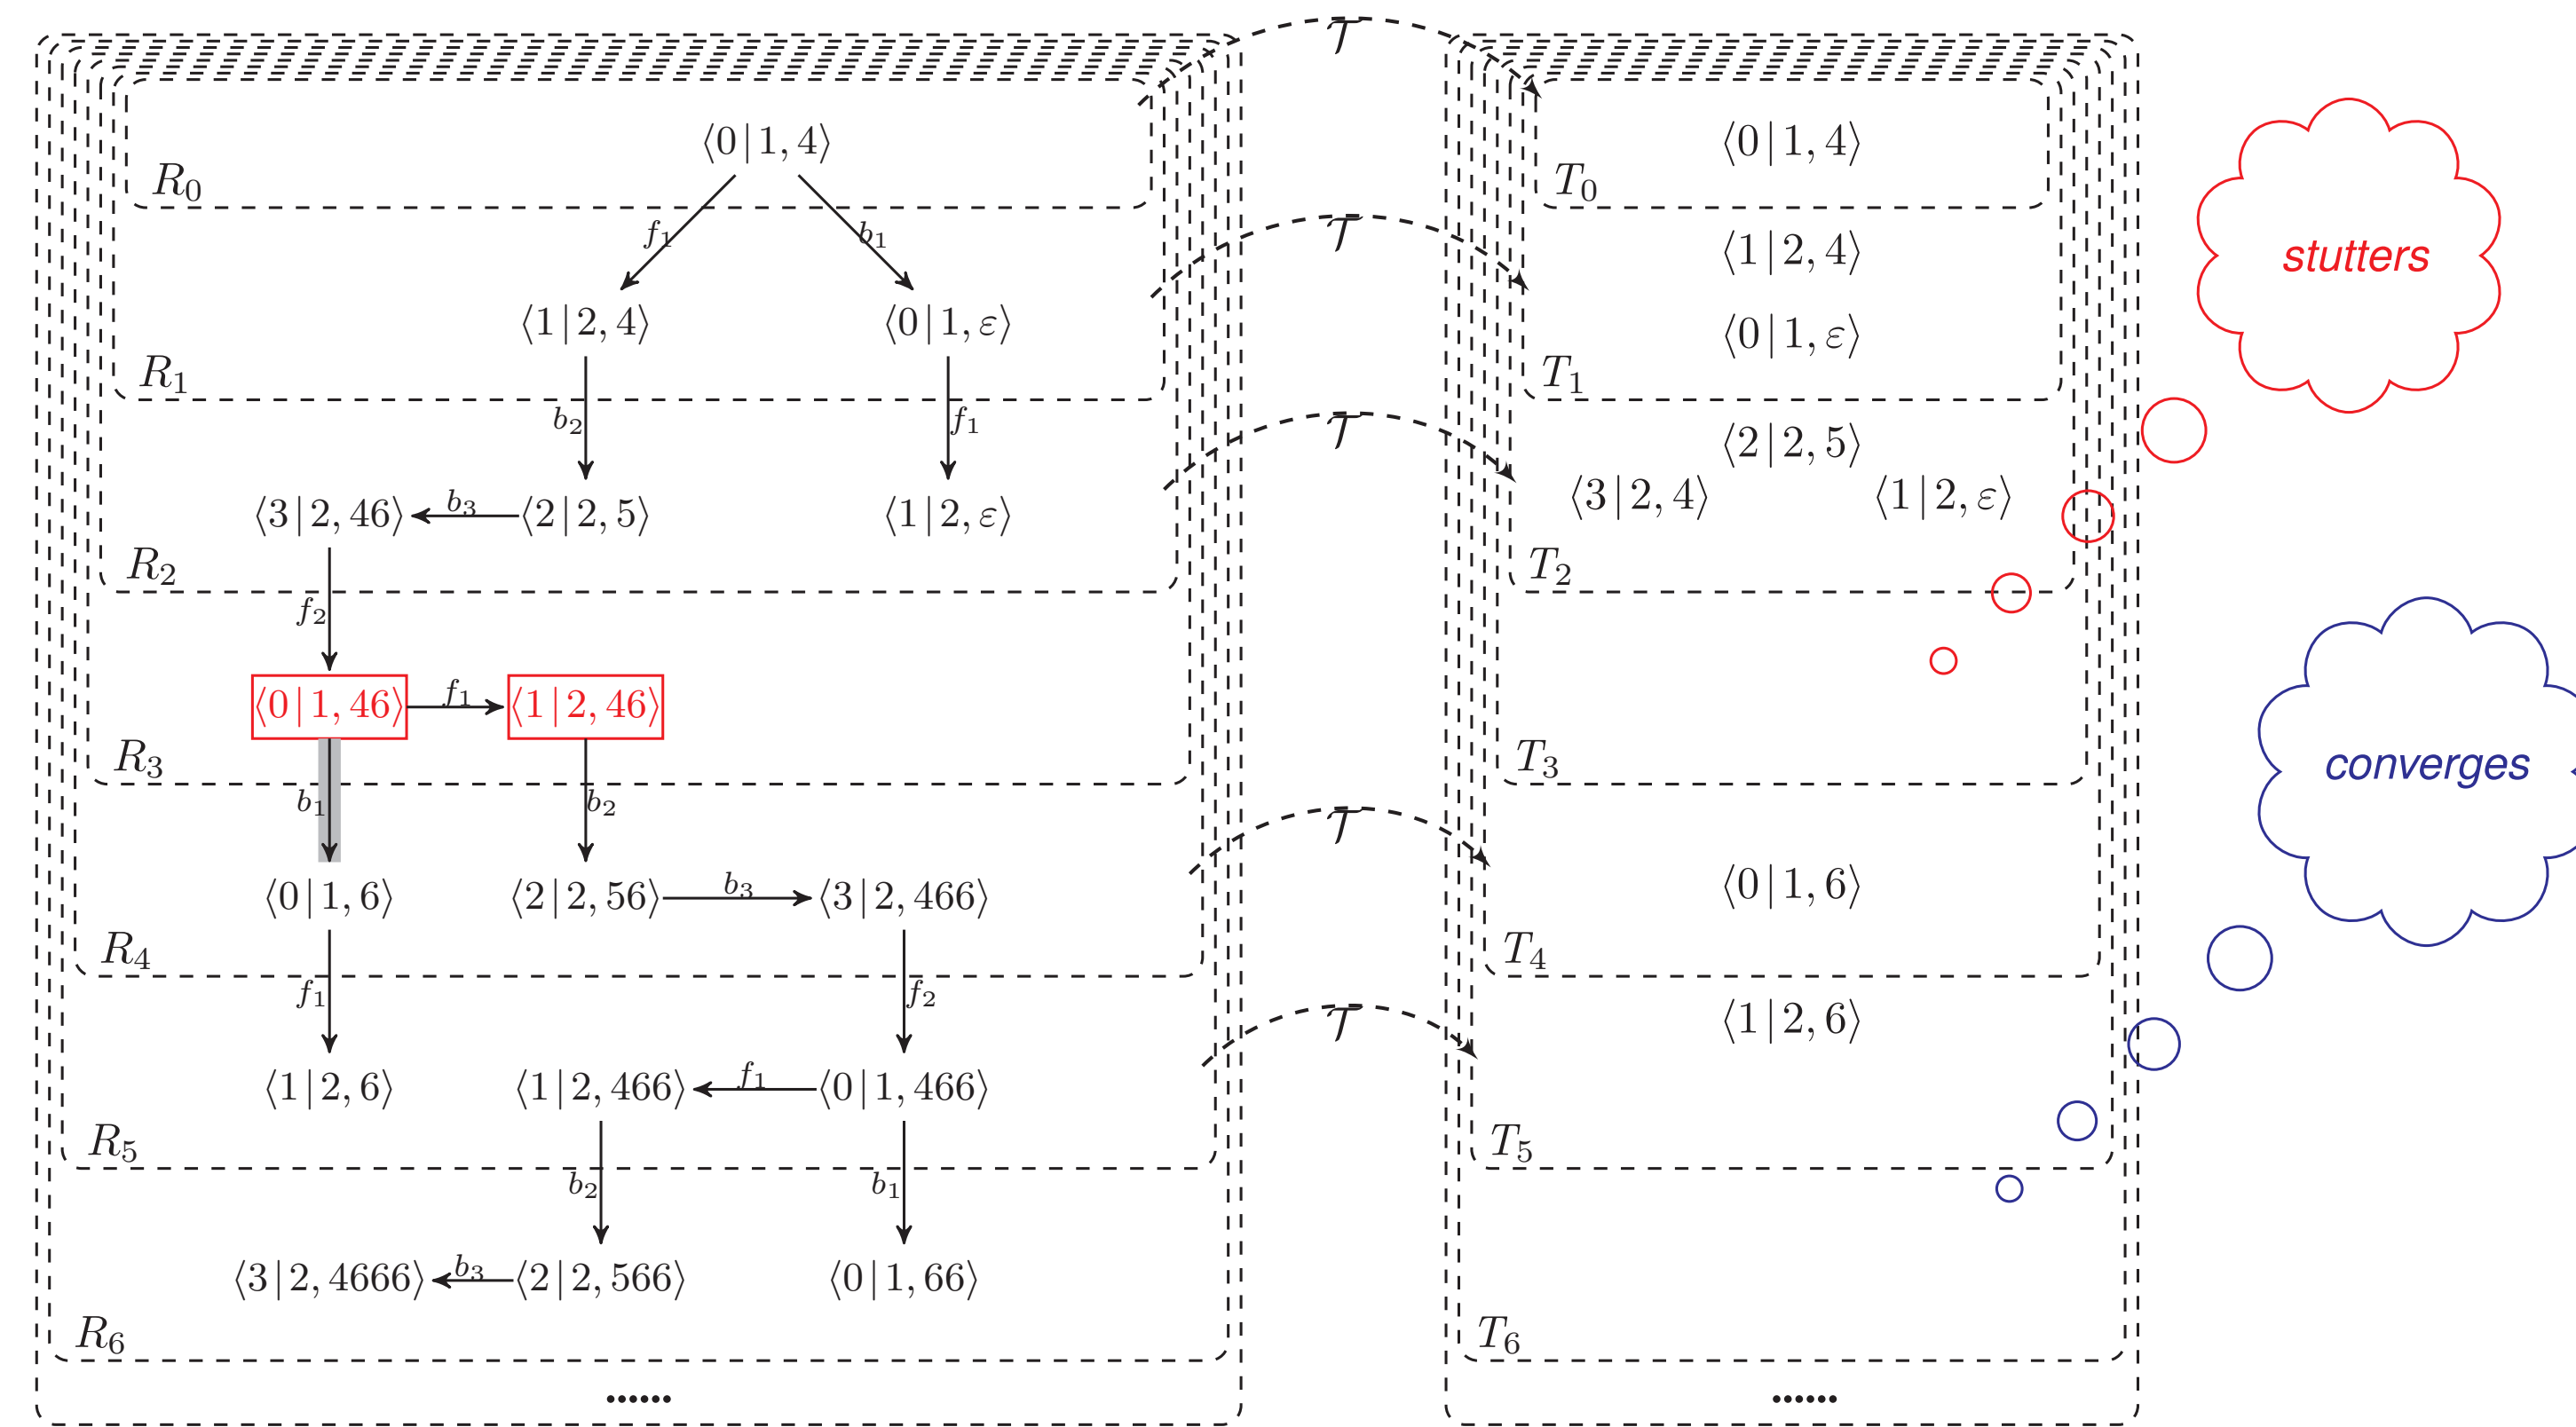 𝒯 𝒯 𝒯 𝒯 𝒯
⟨0|1,4⟩
R₀
f₁ b₁
⟨1|2,4⟩ ⟨0|1,ε⟩
R₁
b₂ f₁
⟨3|2,46⟩ b₃ ⟨2|2,5⟩ ⟨1|2,ε⟩
R₂
f₂
⟨0|1,46⟩ f₁ ⟨1|2,46⟩
R₃
b₁ b₂
⟨0|1,6⟩ ⟨2|2,56⟩ b₃ ⟨3|2,466⟩
R₄
f₁ f₂
⟨1|2,6⟩ ⟨1|2,466⟩ f₁ ⟨0|1,466⟩
R₅
b₂ b₁
⟨3|2,4666⟩ b₃ ⟨2|2,566⟩ ⟨0|1,66⟩
R₆
......
⟨0|1,4⟩
T₀
⟨1|2,4⟩
⟨0|1,ε⟩
T₁
⟨2|2,5⟩
⟨3|2,4⟩ ⟨1|2,ε⟩
T₂
T₃
⟨0|1,6⟩
T₄
⟨1|2,6⟩
T₅
T₆
......
stutters
converges